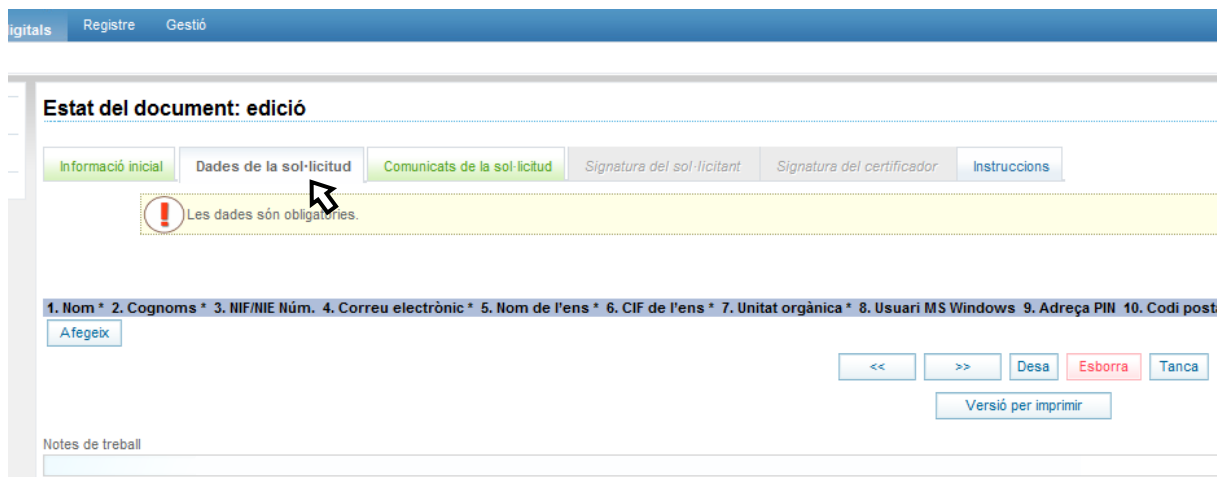 igitals Registre Gestió
Estat del document: edició
Informació inicial Dades de la sol·licitud Comunicats de la sol·licitud Signatura del sol·licitant Signatura del certificador Instruccions
Les dades són obligatòries.
1. Nom * 2. Cognoms * 3. NIF/NIE Núm. 4. Correu electrònic * 5. Nom de l'ens * 6. CIF de l'ens * 7. Unitat orgànica * 8. Usuari MS Windows 9. Adreça PIN 10. Codi posta
Afegeix
<< >> Desa Esborra Tanca
Versió per imprimir
Notes de treball